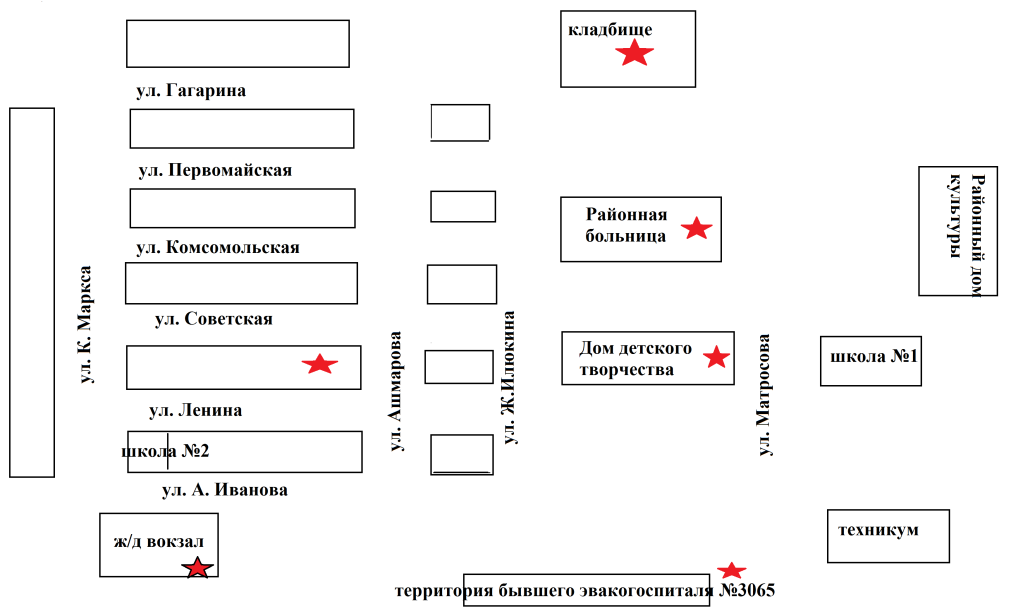 кладбище
ул. Гагарина
ул. Первомайская
Районная
больница
Районный дом
культуры
ул. Комсомольская
ул. К. Маркса
ул. Советская
ул. Ашмарова
ул. Ж.Илюкина
Дом детского
творчества
ул. Матросова
школа №1
ул. Ленина
школа №2
ул. А. Иванова
ж/д вокзал
техникум
территория бывшего эвакогоспиталя №3065